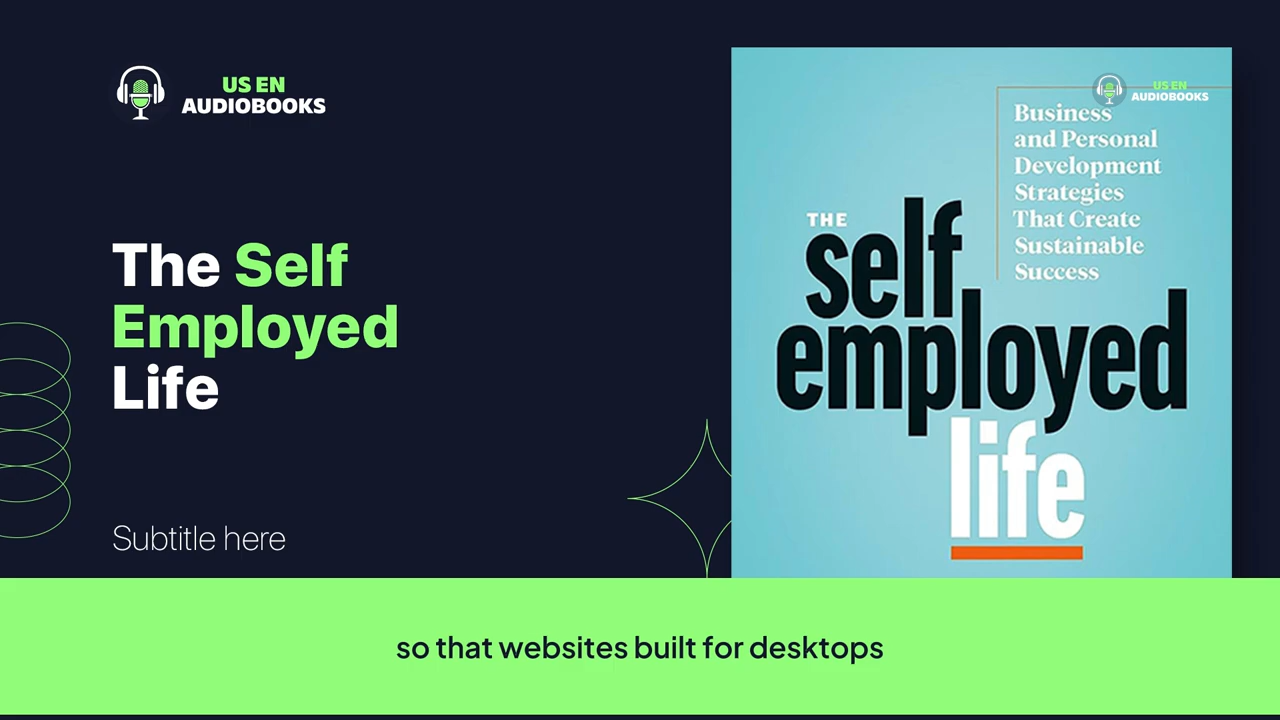 US EN
AUDIOBOOKS
The Self
Employed
Life
Subtitle here
US EN
AUDIOBOOKS
Business
and Personal
Development
Strategies
That Create
Sustainable
Success
THE
self
employed
life
so that websites built for desktops